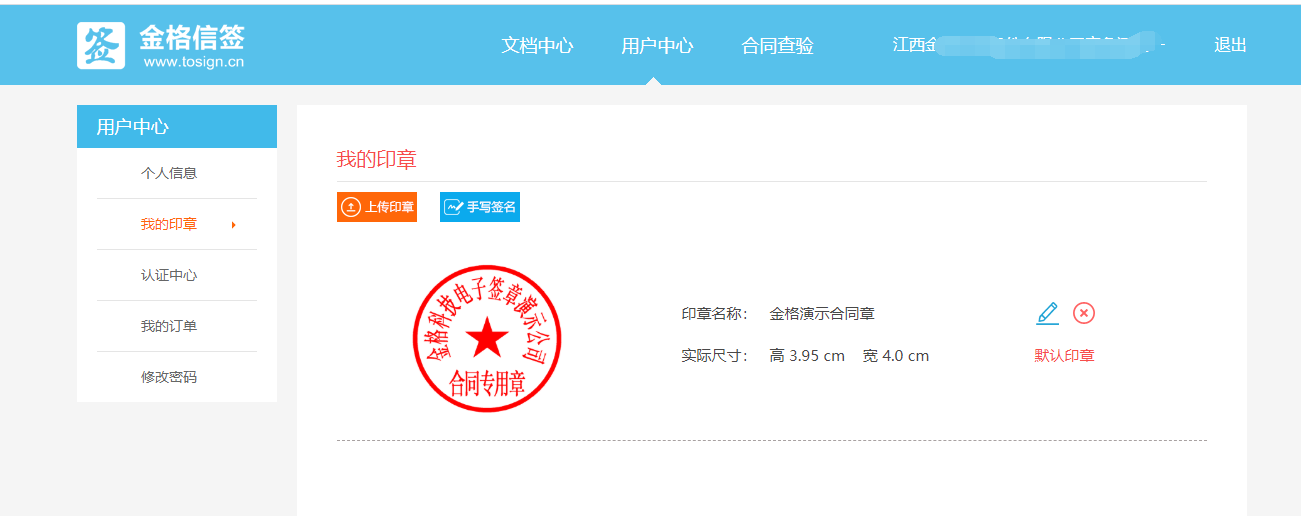 签 金格信签
www.tosign.cn
文档中心 用户中心 合同查验 江西金 退出
用户中心
个人信息
我的印章
认证中心
我的订单
修改密码
我的印章
上传印章 手写签名
金格科技电子签章演示公司
合同专用章
印章名称： 金格演示合同章
实际尺寸： 高 3.95 cm 宽 4.0 cm
默认印章